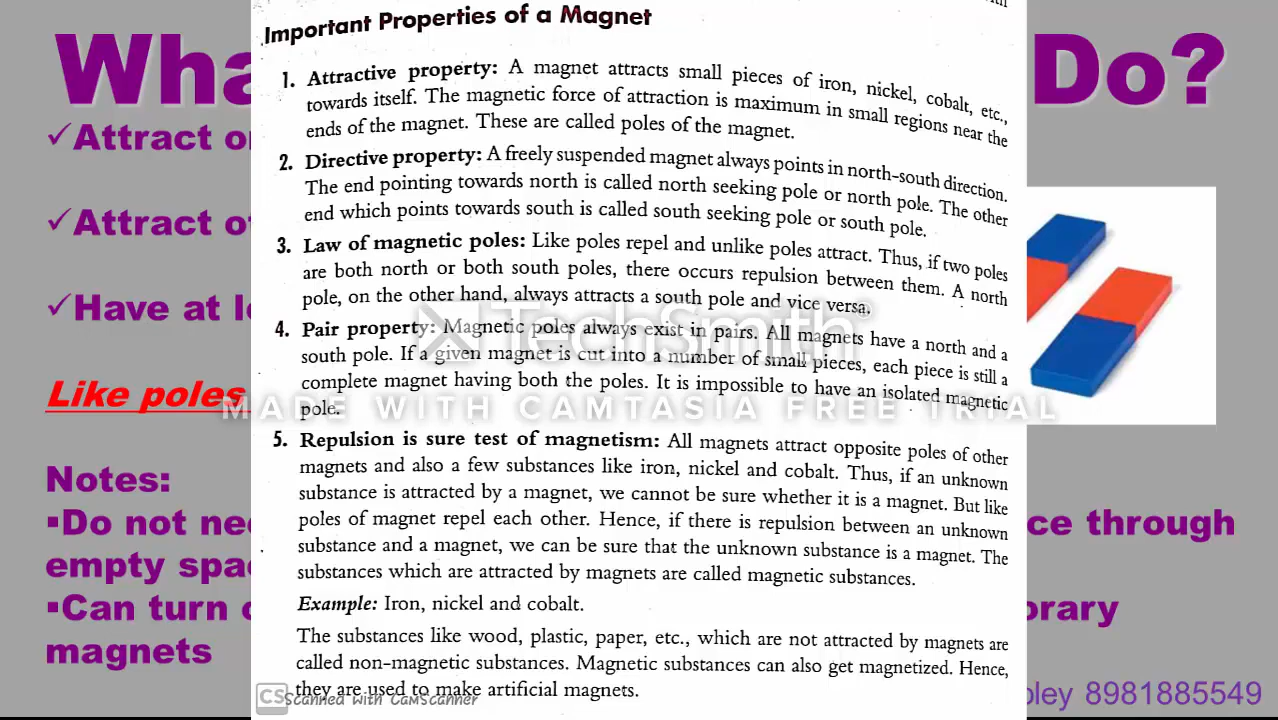 Important Properties of a Magnet
1. Attractive property: A magnet attracts small pieces of iron, nickel, cobalt, etc.,
towards itself. The magnetic force of attraction is maximum in small regions near the
ends of the magnet. These are called poles of the magnet.
2. Directive property: A freely suspended magnet always points in north–south direction.
The end pointing towards north is called north seeking pole or north pole. The other
end which points towards south is called south seeking pole or south pole.
3. Law of magnetic poles: Like poles repel and unlike poles attract. Thus, if two poles
are both north or both south poles, there occurs repulsion between them. A north
pole, on the other hand, always attracts a south pole and vice versa.
4. Pair property: Magnetic poles always exist in pairs. All magnets have a north and a
south pole. If a given magnet is cut into a number of small pieces, each piece is still a
complete magnet having both the poles. It is impossible to have an isolated magnetic
pole.
5. Repulsion is sure test of magnetism: All magnets attract opposite poles of other
magnets and also a few substances like iron, nickel and cobalt. Thus, if an unknown
substance is attracted by a magnet, we cannot be sure whether it is a magnet. But like
poles of magnet repel each other. Hence, if there is repulsion between an unknown
substance and a magnet, we can be sure that the unknown substance is a magnet. The
substances which are attracted by magnets are called magnetic substances.
Example: Iron, nickel and cobalt.
The substances like wood, plastic, paper, etc., which are not attracted by magnets are
called non-magnetic substances. Magnetic substances can also get magnetized. Hence,
they are used to make artificial magnets.
CS Scanned with CamScanner
TechSmith
MADE WITH CAMTASIA FREE TRIAL
Do?
✓Attract
✓Attract
✓Have at
Like poles
Notes:
▪Do not through
empty
▪Can turn
magnets
8981885549